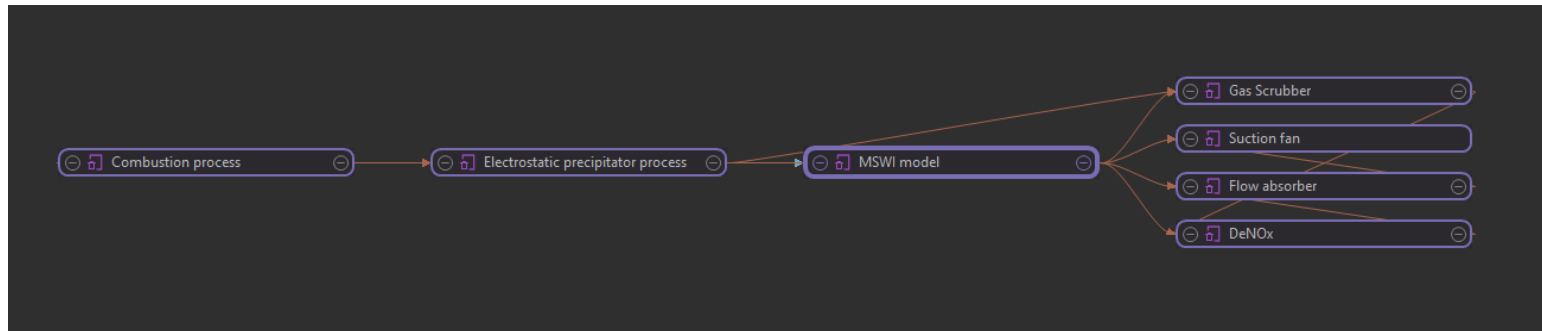 Combustion process
Electrostatic precipitator process
MSWI model
Gas Scrubber
Suction fan
Flow absorber
DeNOx